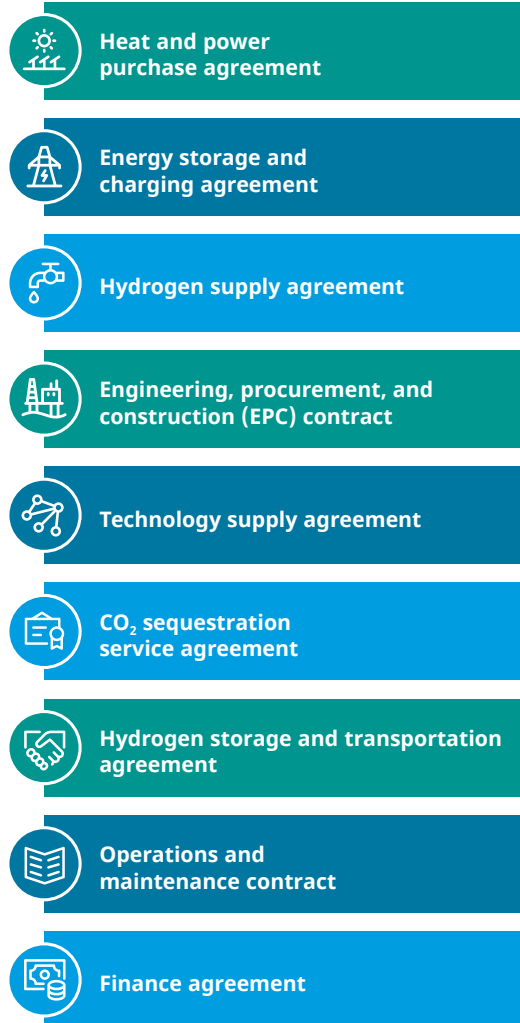 Heat and power
purchase agreement
Energy storage and
charging agreement
Hydrogen supply agreement
Engineering, procurement, and
construction (EPC) contract
Technology supply agreement
CO₂ sequestration
service agreement
Hydrogen storage and transportation
agreement
Operations and
maintenance contract
Finance agreement